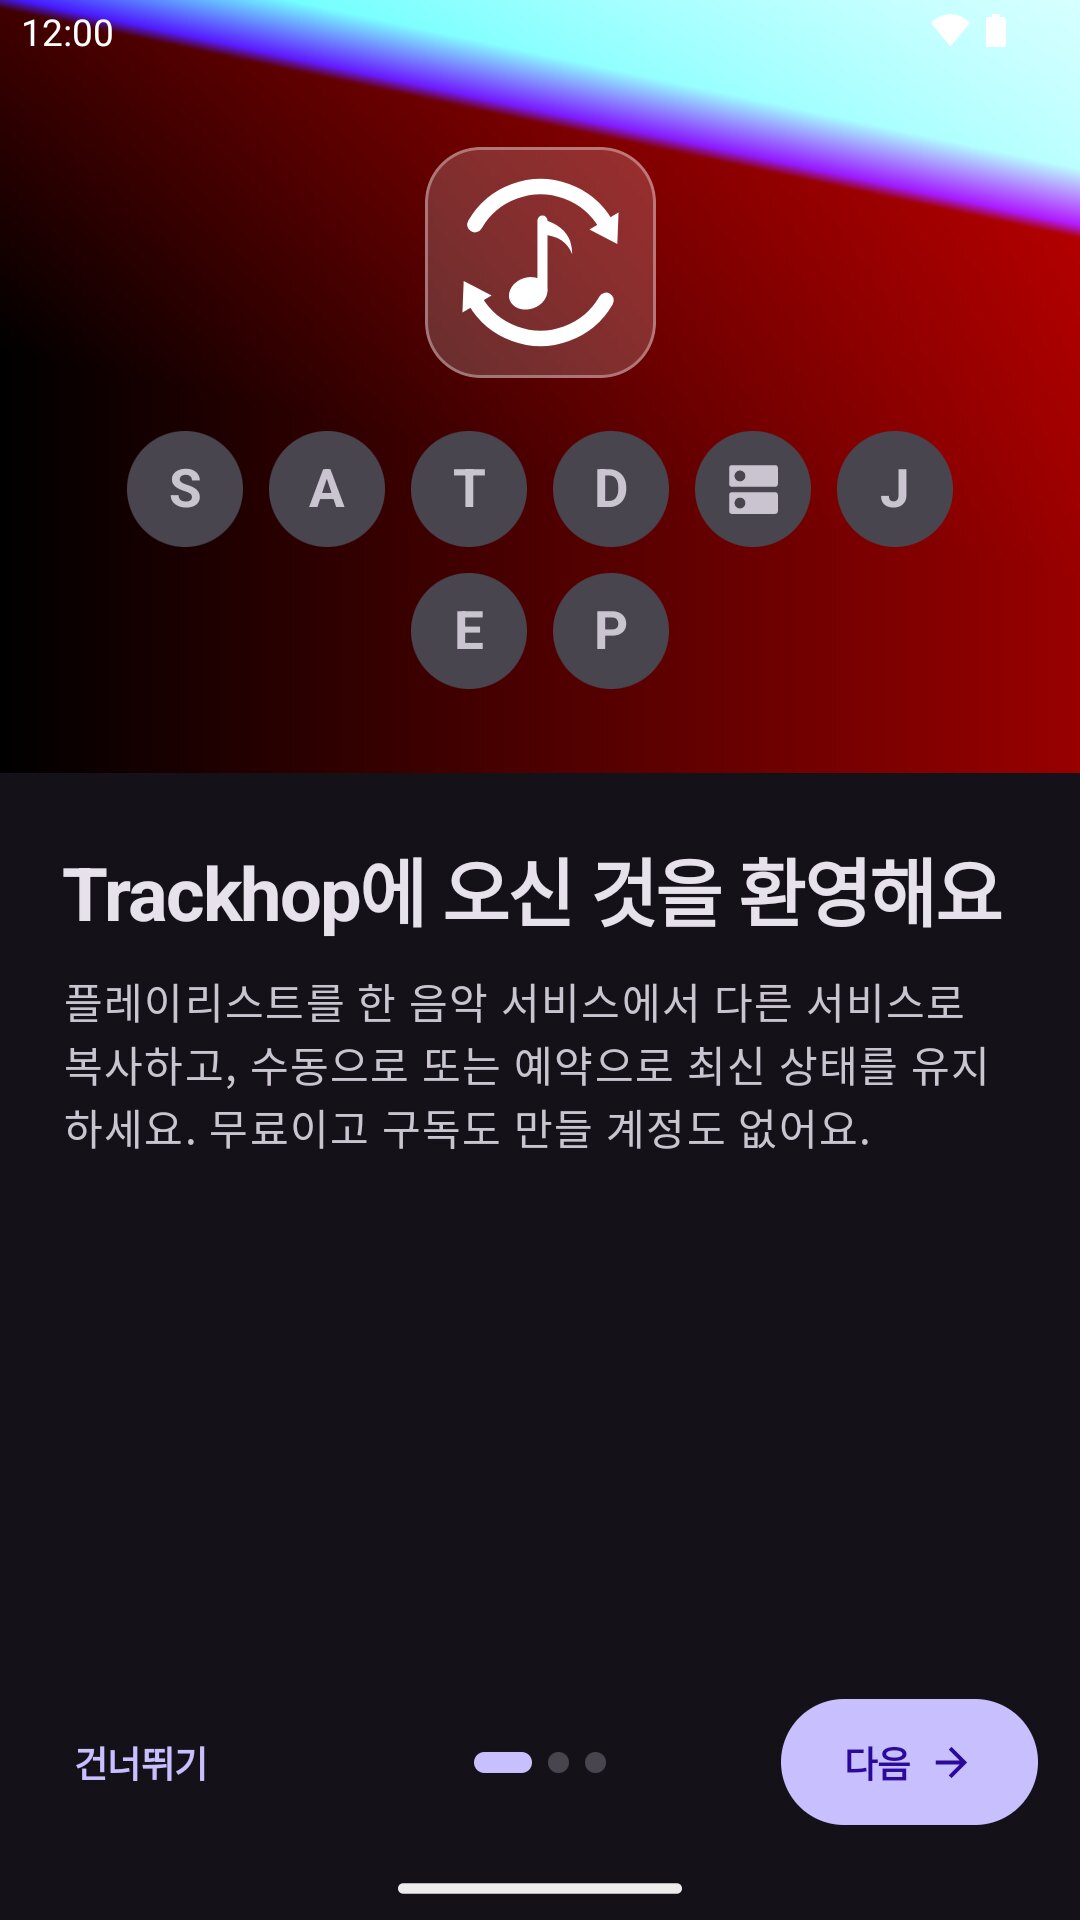 12:00
S A T D J
E P
Trackhop에 오신 것을 환영해요
플레이리스트를 한 음악 서비스에서 다른 서비스로
복사하고, 수동으로 또는 예약으로 최신 상태를 유지
하세요. 무료이고 구독도 만들 계정도 없어요.
건너뛰기
다음